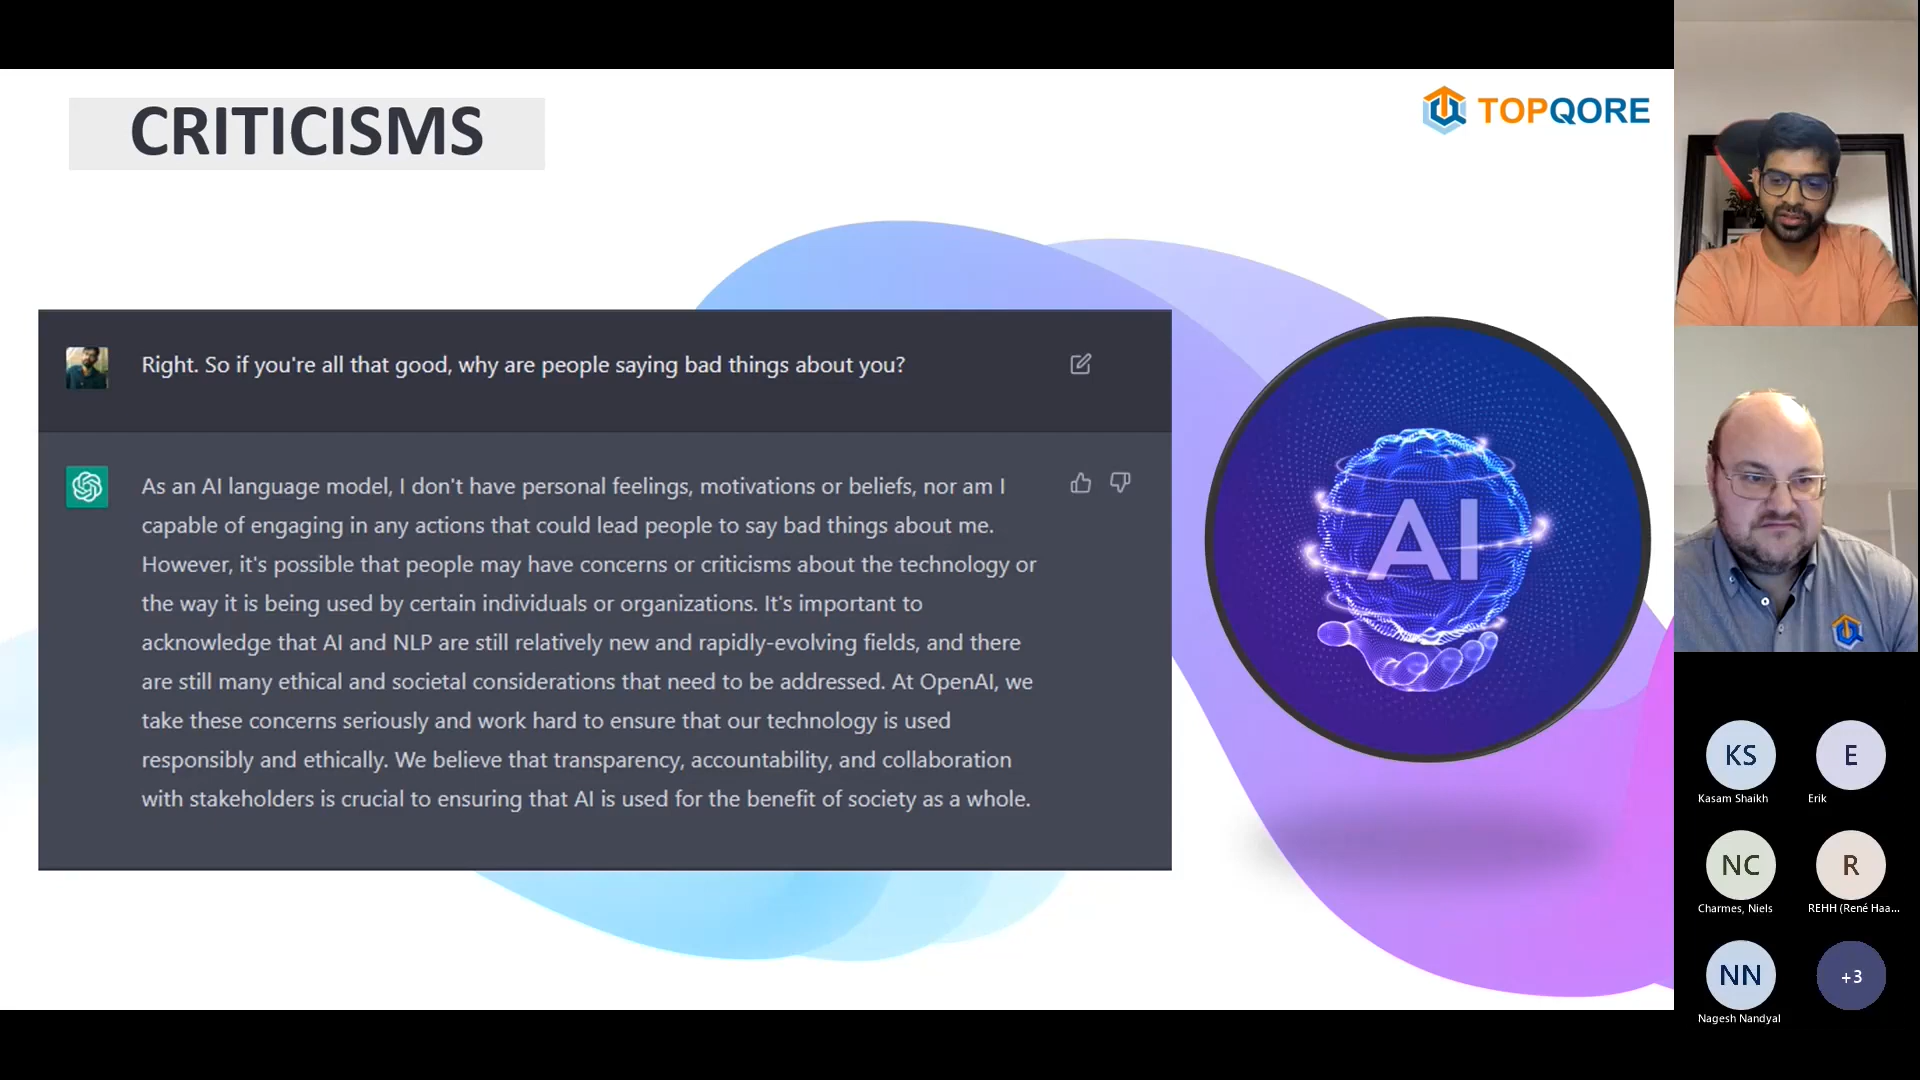 CRITICISMS
TOPQORE
Right. So if you're all that good, why are people saying bad things about you?
As an AI language model, I don't have personal feelings, motivations or beliefs, nor am I
capable of engaging in any actions that could lead people to say bad things about me.
However, it's possible that people may have concerns or criticisms about the technology or
the way it is being used by certain individuals or organizations. It's important to
acknowledge that AI and NLP are still relatively new and rapidly-evolving fields, and there
are still many ethical and societal considerations that need to be addressed. At OpenAI, we
take these concerns seriously and work hard to ensure that our technology is used
responsibly and ethically. We believe that transparency, accountability, and collaboration
with stakeholders is crucial to ensuring that AI is used for the benefit of society as a whole.
AI
KS
Kasam Shaikh
E
Erik
NC
Charmes, Niels
R
REHH (René Haa...
NN
Nagesh Nandyal
+3